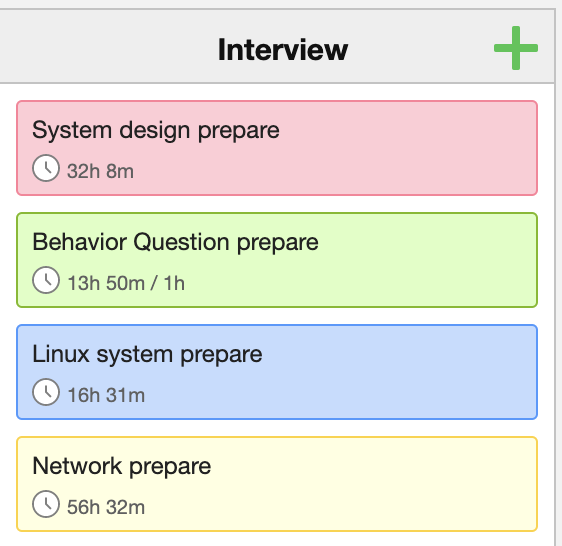 Interview
System design prepare
32h 8m
Behavior Question prepare
13h 50m / 1h
Linux system prepare
16h 31m
Network prepare
56h 32m